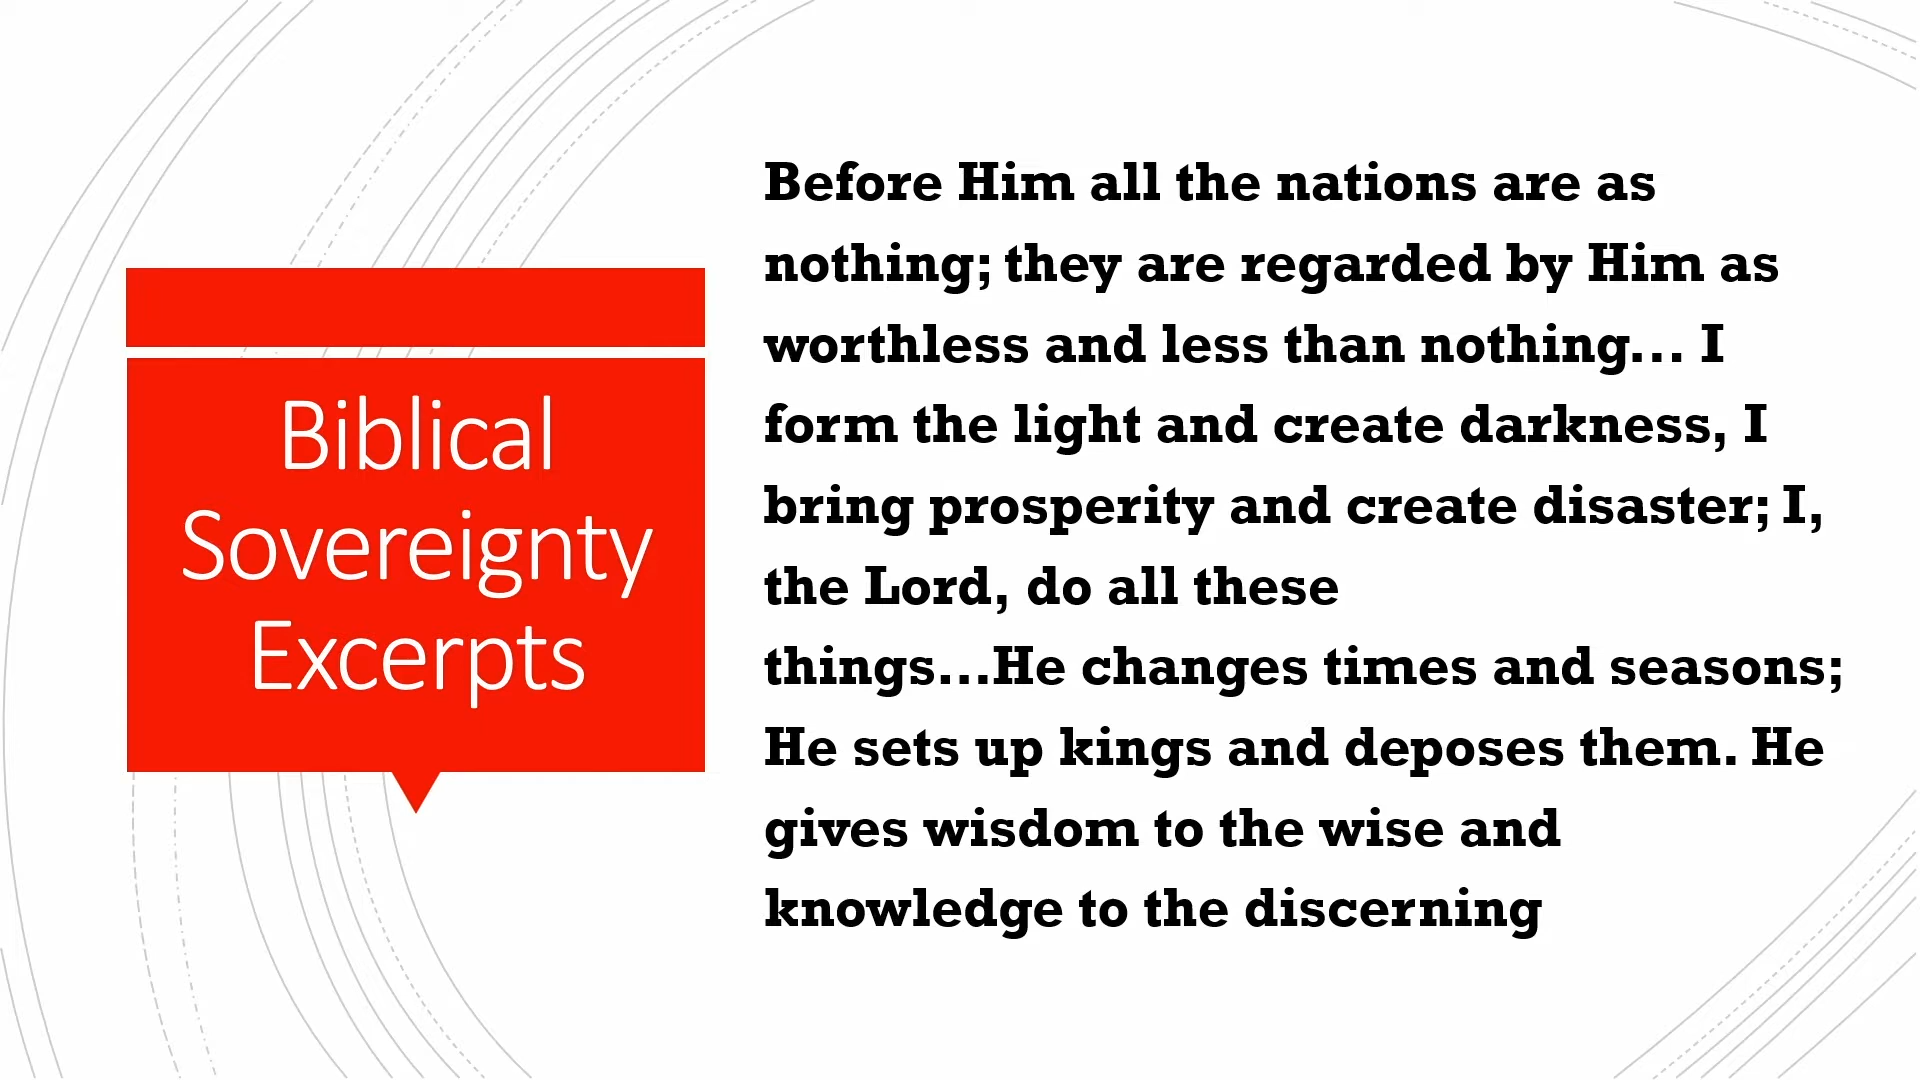 Biblical
Sovereignty
Excerpts
Before Him all the nations are as
nothing; they are regarded by Him as
worthless and less than nothing... I
form the light and create darkness, I
bring prosperity and create disaster; I,
the Lord, do all these
things...He changes times and seasons;
He sets up kings and deposes them. He
gives wisdom to the wise and
knowledge to the discerning